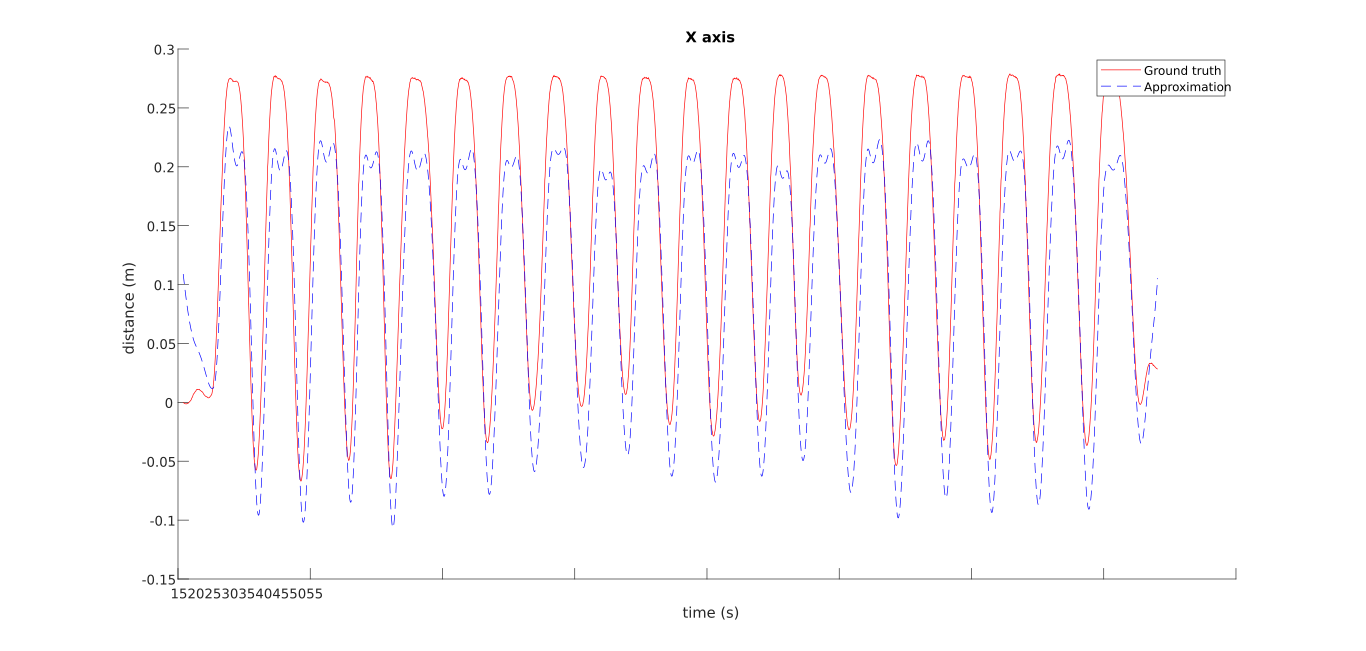 X axis
0.3
Ground truth
Approximation
0.25
0.2
0.15
0.1
distance (m)
0.05
0
-0.05
-0.1
-0.15
152025303540455055
time (s)